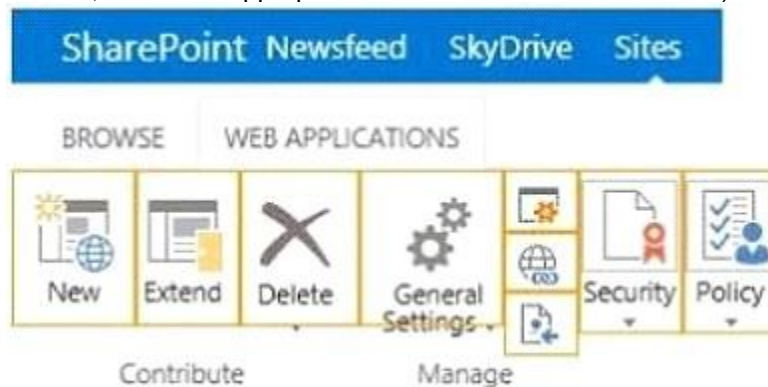 SharePoint Newsfeed SkyDrive Sites
BROWSE WEB APPLICATIONS
New Extend Delete General Settings Security Policy
Contribute Manage